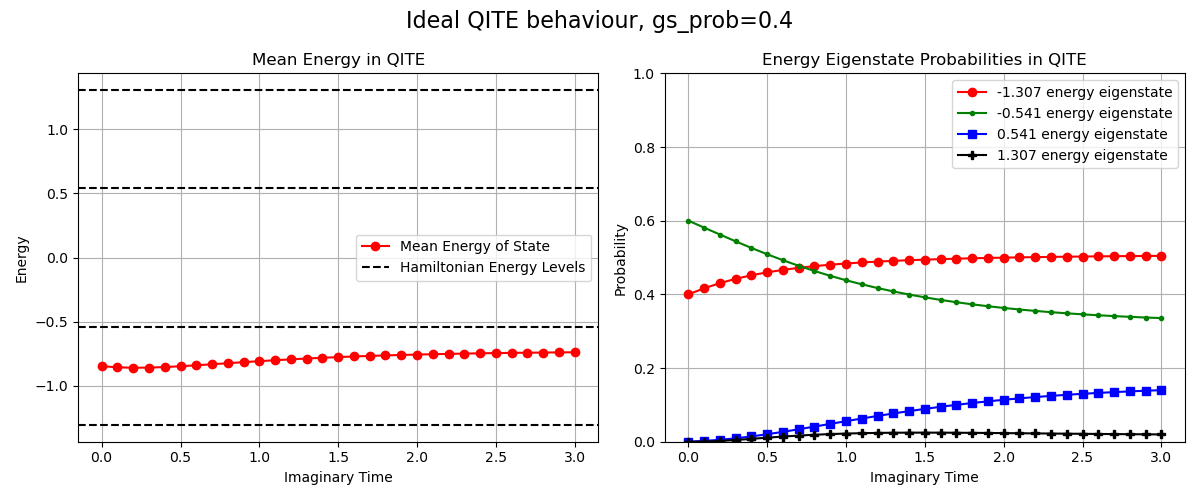 Ideal QITE behaviour, gs_prob=0.4
Mean Energy in QITE
Energy
1.0
0.5
0.0
−0.5
−1.0
Mean Energy of State
Hamiltonian Energy Levels
0.0 0.5 1.0 1.5 2.0 2.5 3.0
Imaginary Time
Energy Eigenstate Probabilities in QITE
Probability
1.0
0.8
0.6
0.4
0.2
0.0
-1.307 energy eigenstate
-0.541 energy eigenstate
0.541 energy eigenstate
1.307 energy eigenstate
0.0 0.5 1.0 1.5 2.0 2.5 3.0
Imaginary Time